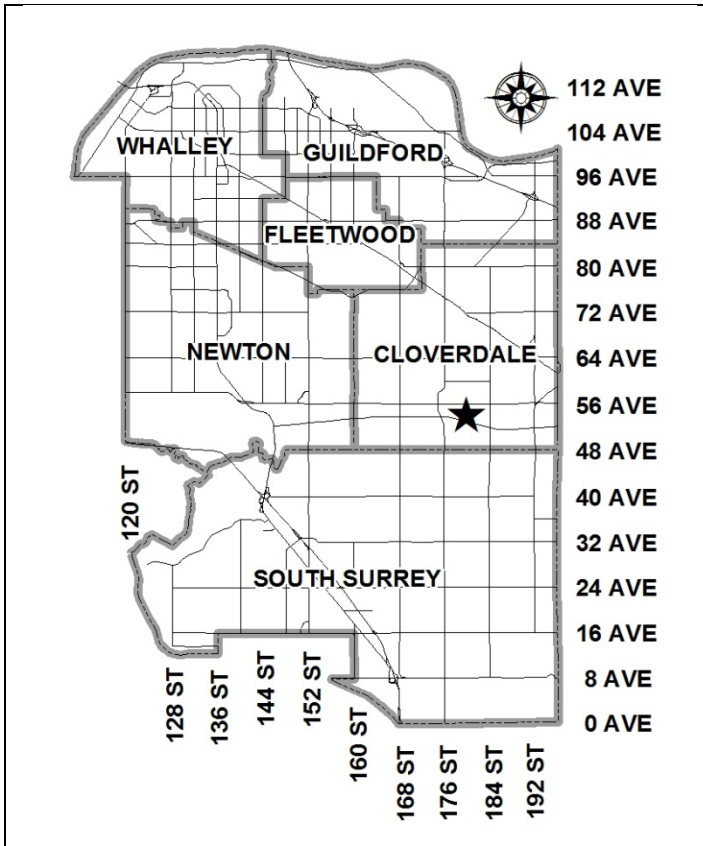 112 AVE
104 AVE
WHALLEY
GUILDFORD
96 AVE
88 AVE
FLEETWOOD
80 AVE
72 AVE
NEWTON
CLOVERDALE
64 AVE
56 AVE
48 AVE
120 ST
40 AVE
32 AVE
SOUTH SURREY
24 AVE
16 AVE
8 AVE
0 AVE
128 ST
136 ST
144 ST
152 ST
160 ST
168 ST
176 ST
184 ST
192 ST